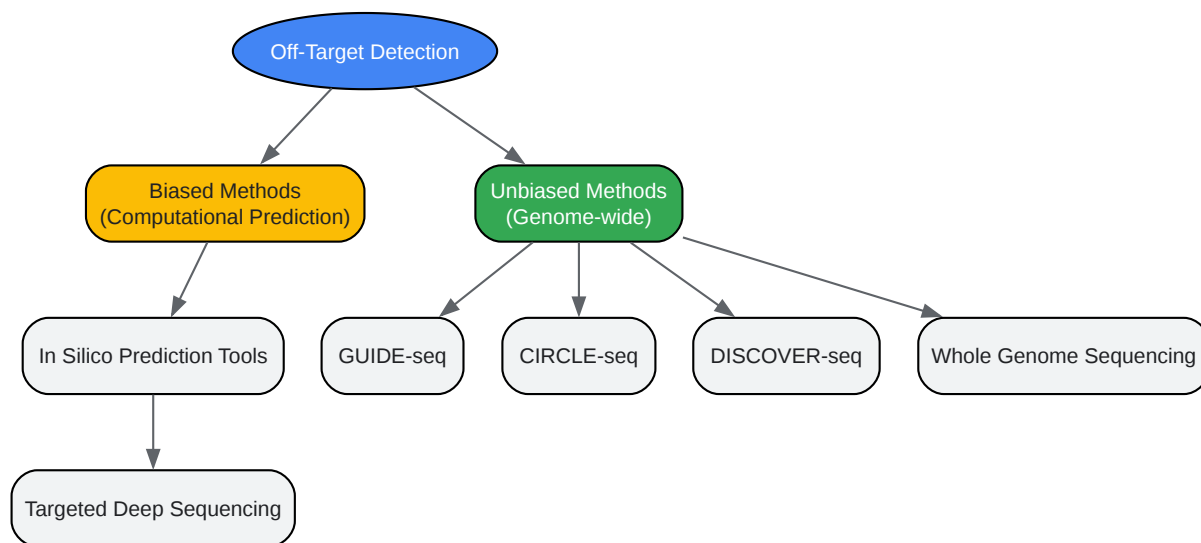 Off-Target Detection
Biased Methods
(Computational Prediction)
Unbiased Methods
(Genome-wide)
In Silico Prediction Tools
GUIDE-seq
CIRCLE-seq
DISCOVER-seq
Whole Genome Sequencing
Targeted Deep Sequencing